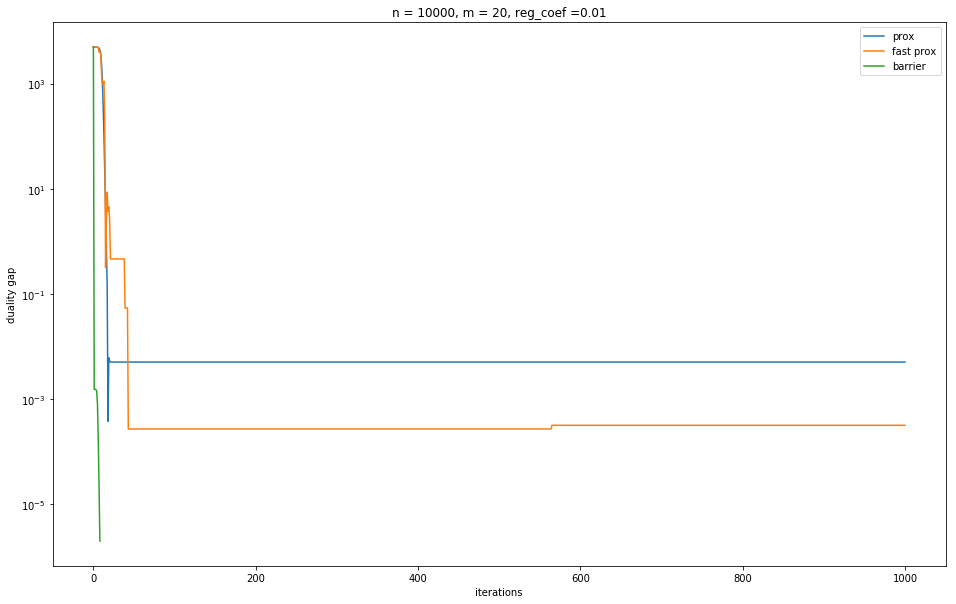 n = 10000, m = 20, reg_coef =0.01
prox
fast prox
barrier
duality gap
10^3
10^1
10^-1
10^-3
10^-5
0 200 400 600 800 1000
iterations